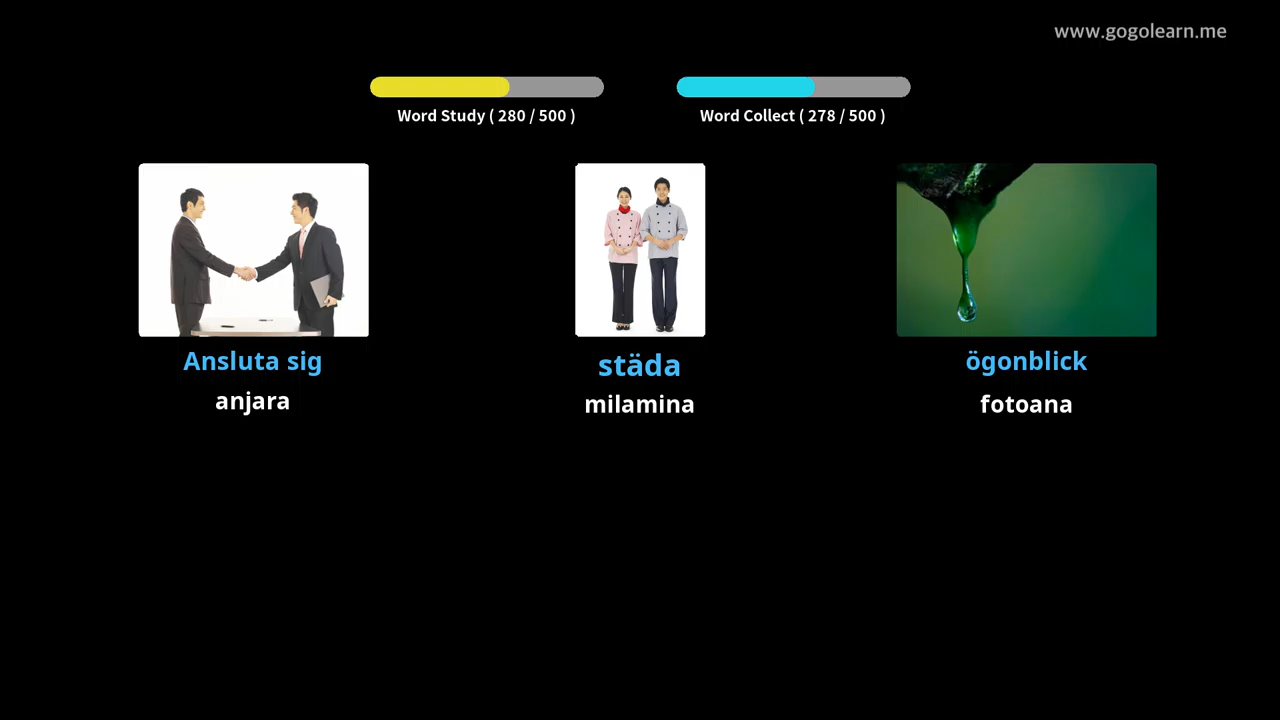 www.gogolearn.me
Word Study ( 280 / 500 )
Word Collect ( 278 / 500 )
Ansluta sig
anjara
städa
milamina
ögonblick
fotoana